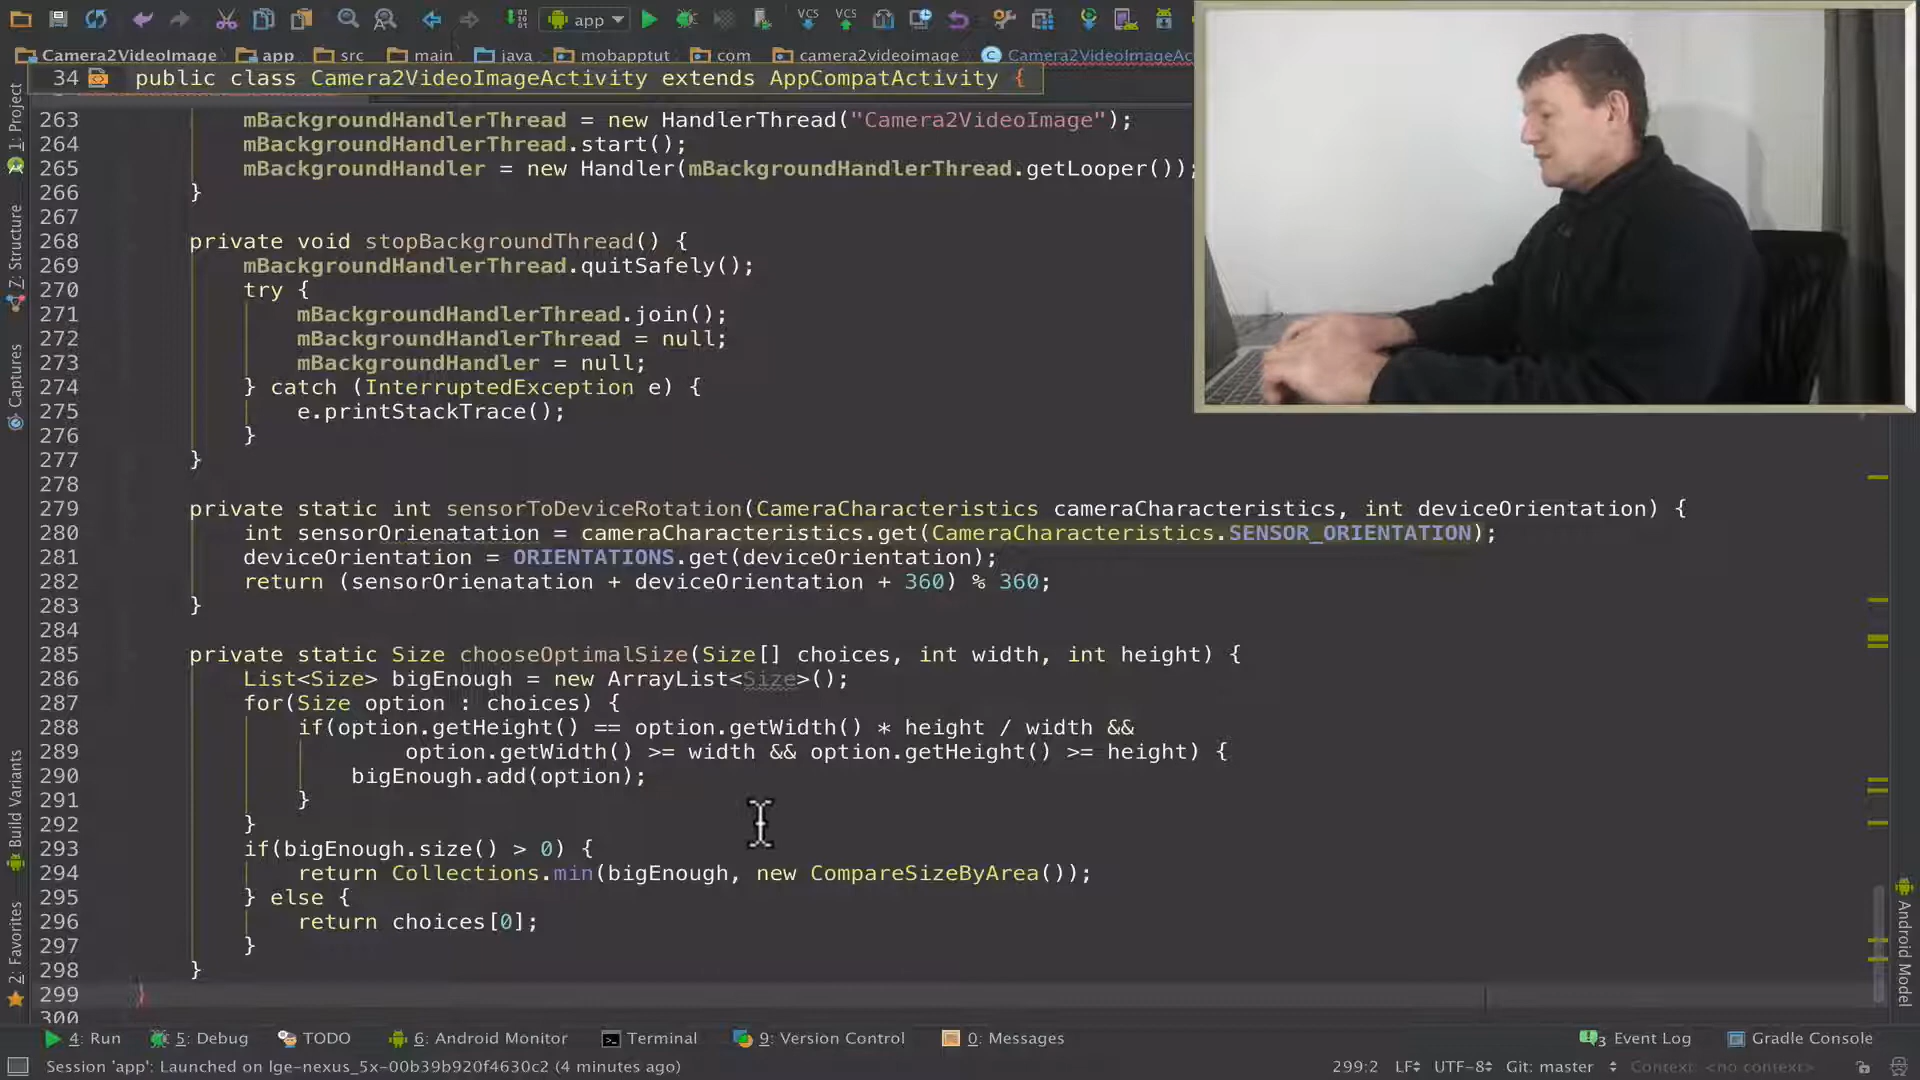 app
VCS
VCS
Camera2VideoImage
app
src
main
java
mobapptut
com
camera2videoimage
Camera2VideoImageAc
34 public class Camera2VideoImageActivity extends AppCompatActivity {
263 mBackgroundHandlerThread = new HandlerThread("Camera2VideoImage");
264 mBackgroundHandlerThread.start();
265 mBackgroundHandler = new Handler(mBackgroundHandlerThread.getLooper());
266 }
267
268 private void stopBackgroundThread() {
269 mBackgroundHandlerThread.quitSafely();
270 try {
271 mBackgroundHandlerThread.join();
272 mBackgroundHandlerThread = null;
273 mBackgroundHandler = null;
274 } catch (InterruptedException e) {
275 e.printStackTrace();
276 }
277 }
278
279 private static int sensorToDeviceRotation(CameraCharacteristics cameraCharacteristics, int deviceOrientation) {
280 int sensorOrienatation = cameraCharacteristics.get(CameraCharacteristics.SENSOR_ORIENTATION);
281 deviceOrientation = ORIENTATIONS.get(deviceOrientation);
282 return (sensorOrienatation + deviceOrientation + 360) % 360;
283 }
284
285 private static Size chooseOptimalSize(Size[] choices, int width, int height) {
286 List<Size> bigEnough = new ArrayList<Size>();
287 for(Size option : choices) {
288 if(option.getHeight() == option.getWidth() * height / width &&
289 option.getWidth() >= width && option.getHeight() >= height) {
290 bigEnough.add(option);
291 }
292 }
293 if(bigEnough.size() > 0) {
294 return Collections.min(bigEnough, new CompareSizeByArea());
295 } else {
296 return choices[0];
297 }
298 }
299 }
300
1: Project
7: Structure
Captures
Build Variants
2: Favorites
Android Model
4: Run
5: Debug
TODO
6: Android Monitor
Terminal
9: Version Control
0: Messages
3 Event Log
Gradle Console
Session 'app': Launched on lge-nexus_5x-00b39b920f4630c2 (4 minutes ago)
299:2
LF
UTF-8
Git: master
Context: <no context>